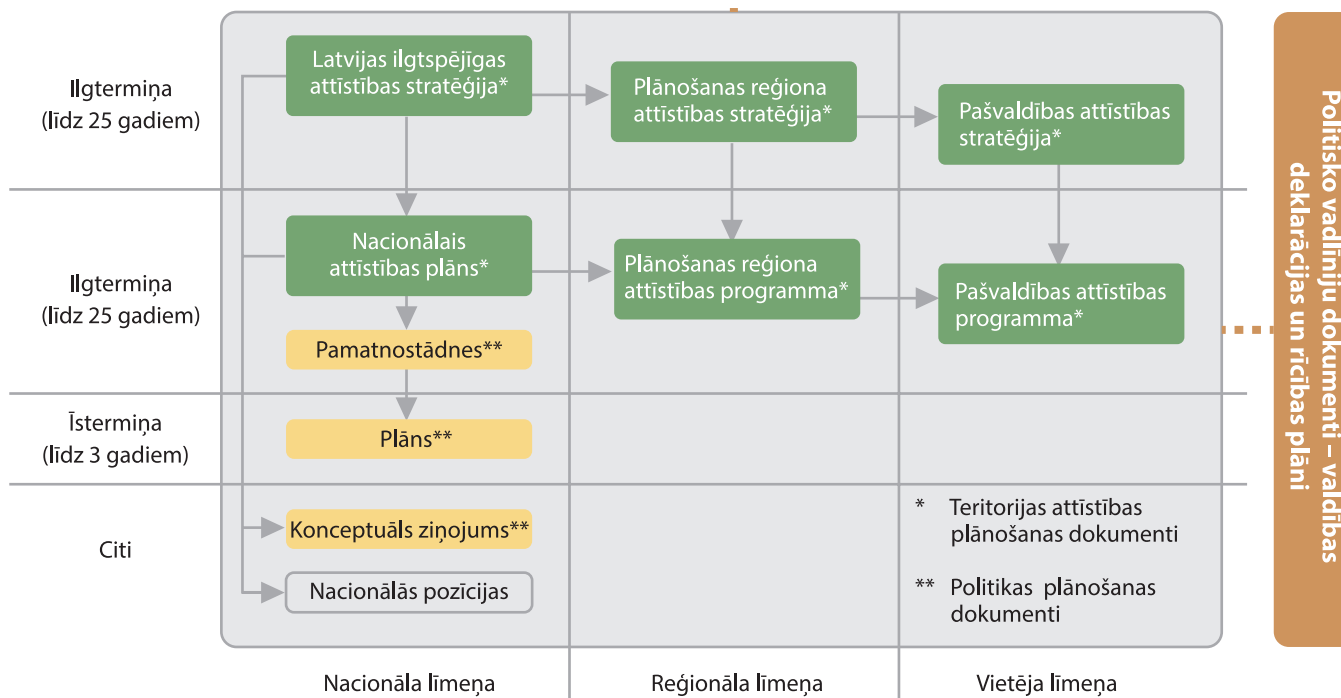 Ilgtermiņa
(līdz 25 gadiem)
Latvijas ilgtspējīgas
attīstības stratēģija*
Plānošanas reģiona
attīstības stratēģija*
Pašvaldības attīstības
stratēģija*
Ilgtermiņa
(līdz 25 gadiem)
Nacionālais
attīstības plāns*
Plānošanas reģiona
attīstības programma*
Pašvaldības attīstības
programma*
Pamatnostādnes**
Īstermiņa
(līdz 3 gadiem)
Plāns**
Citi
Konceptuāls ziņojums**
Nacionālās pozīcijas
* Teritorijas attīstības
plānošanas dokumenti
** Politikas plānošanas
dokumenti
Nacionāla līmeņa
Reģionāla līmeņa
Vietēja līmeņa
Politisko vadlīniju dokumenti – valdības
deklarācijas un rīcības plāni